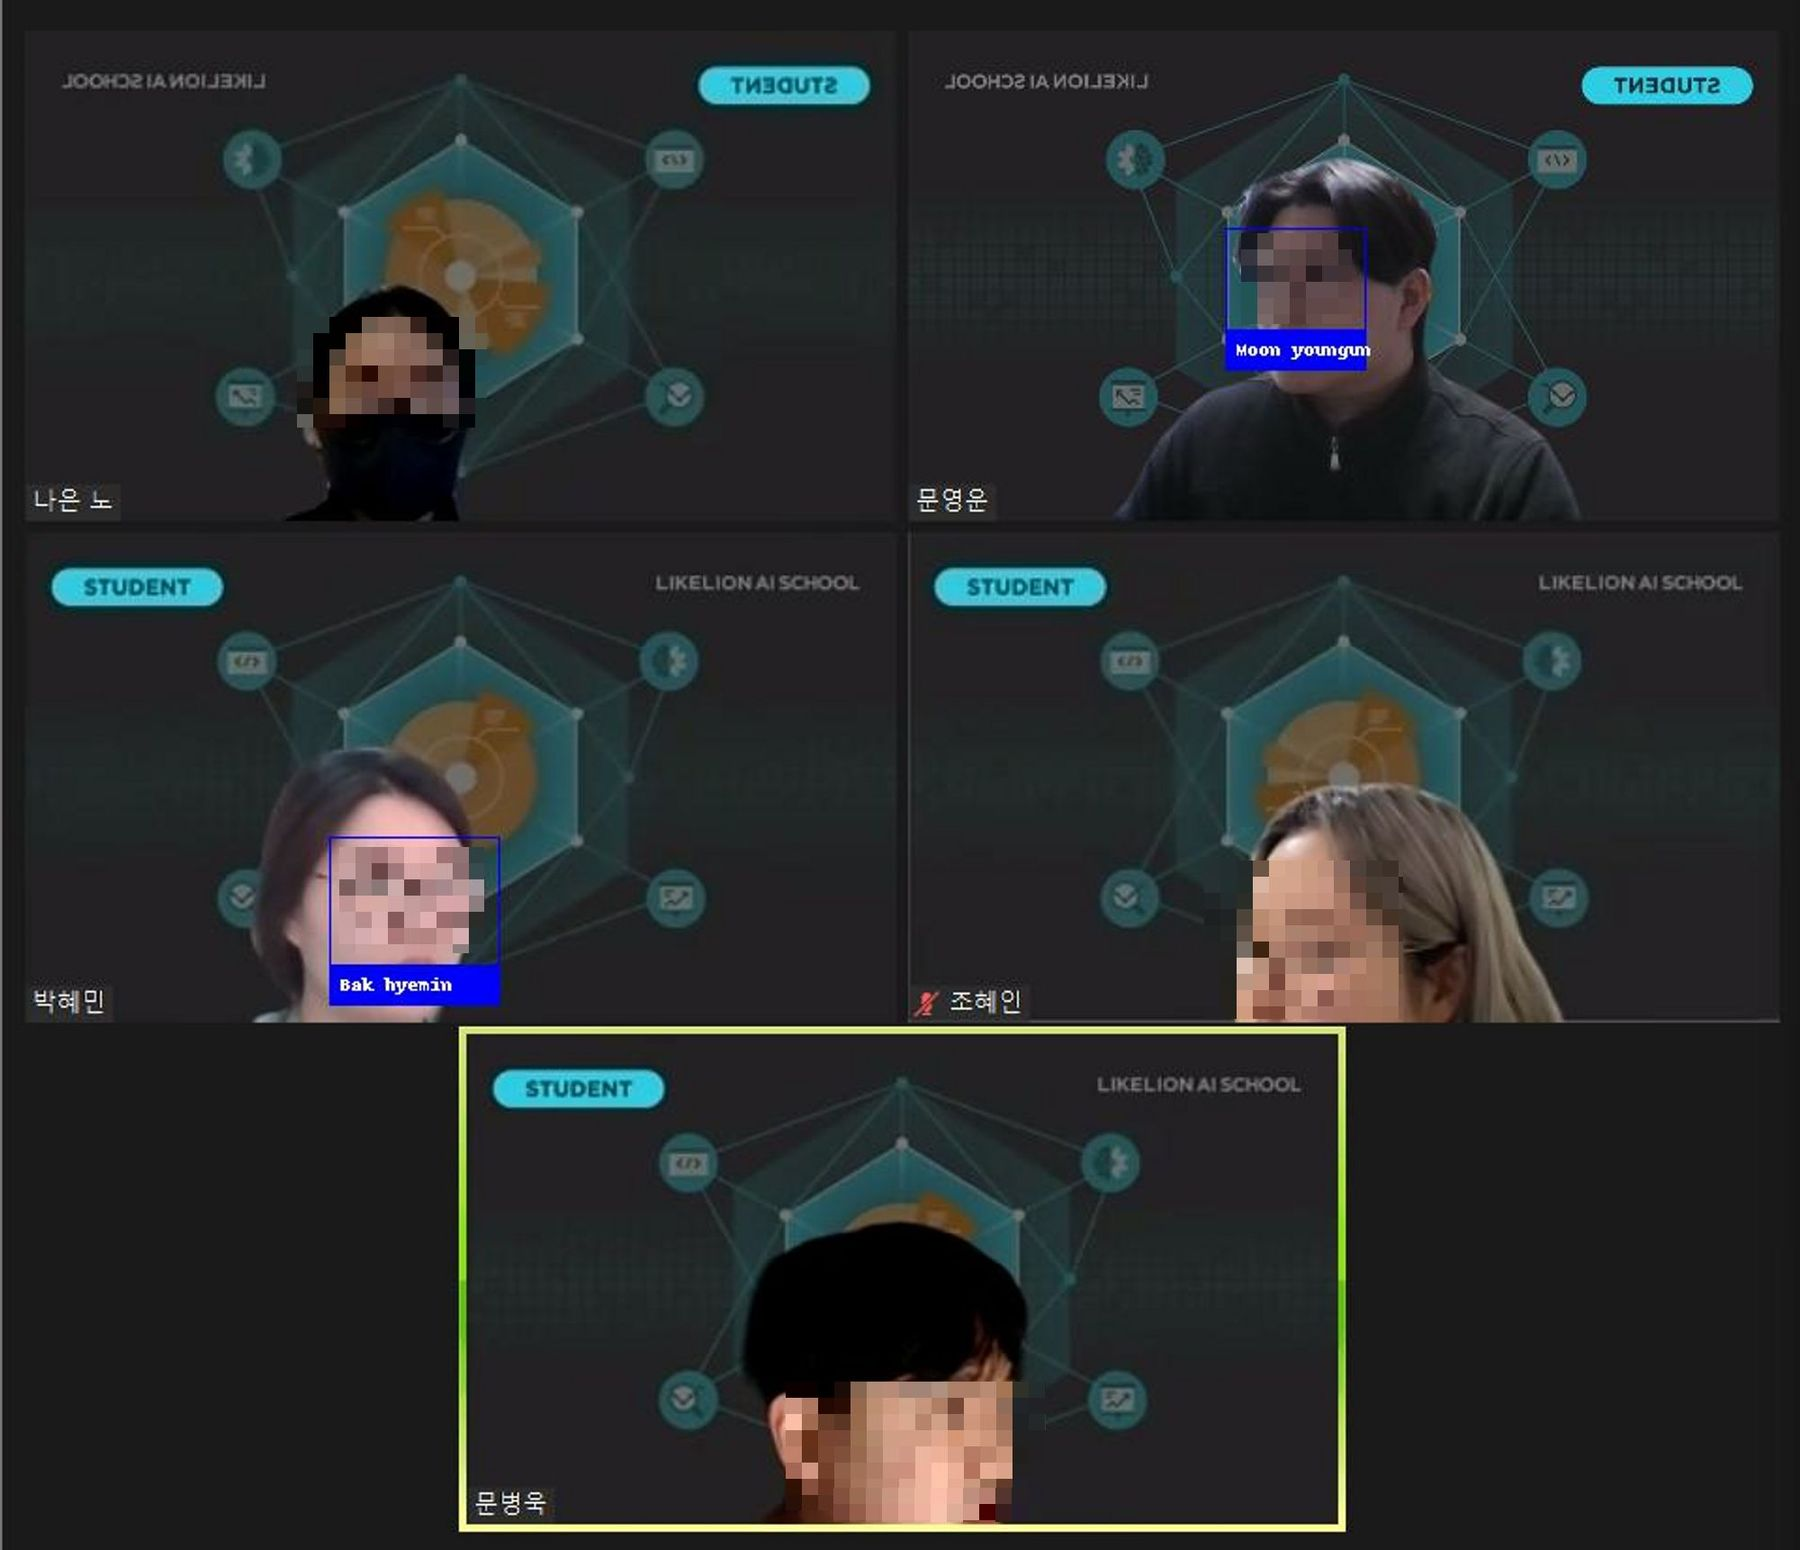 LIKELION AI SCHOOL
STUDENT
LIKELION AI SCHOOL
STUDENT
Moon youngun
나은 노
문영운
STUDENT
LIKELION AI SCHOOL
STUDENT
LIKELION AI SCHOOL
Bak hyemin
박혜민
조혜인
STUDENT
LIKELION AI SCHOOL
문병욱